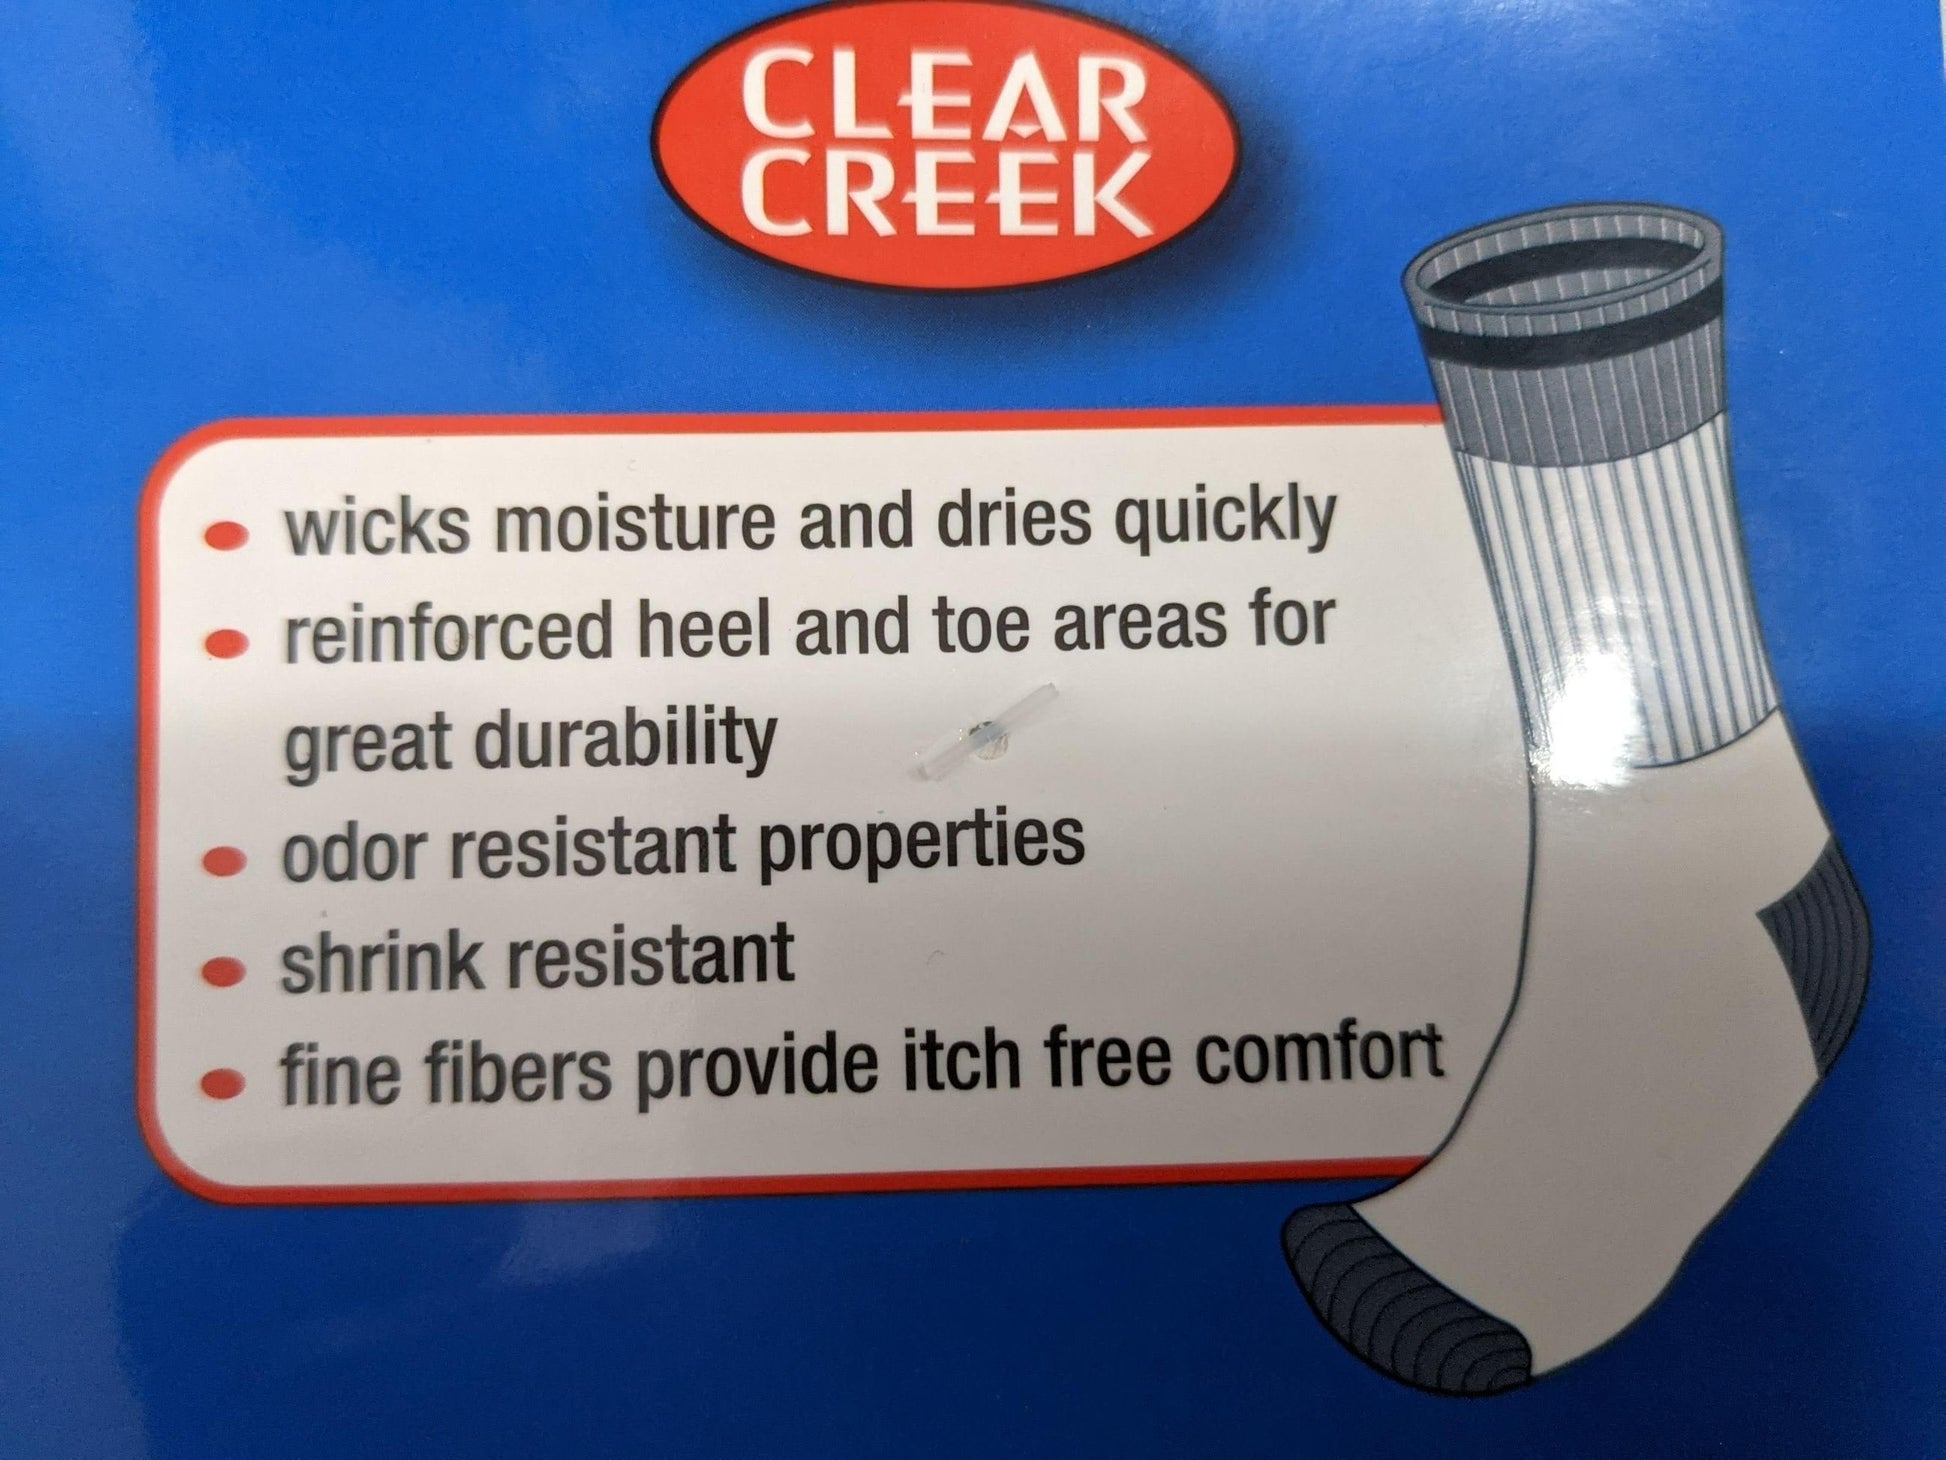 CLEAR
CREEK
• wicks moisture and dries quickly
• reinforced heel and toe areas for
great durability
• odor resistant properties
• shrink resistant
• fine fibers provide itch free comfort